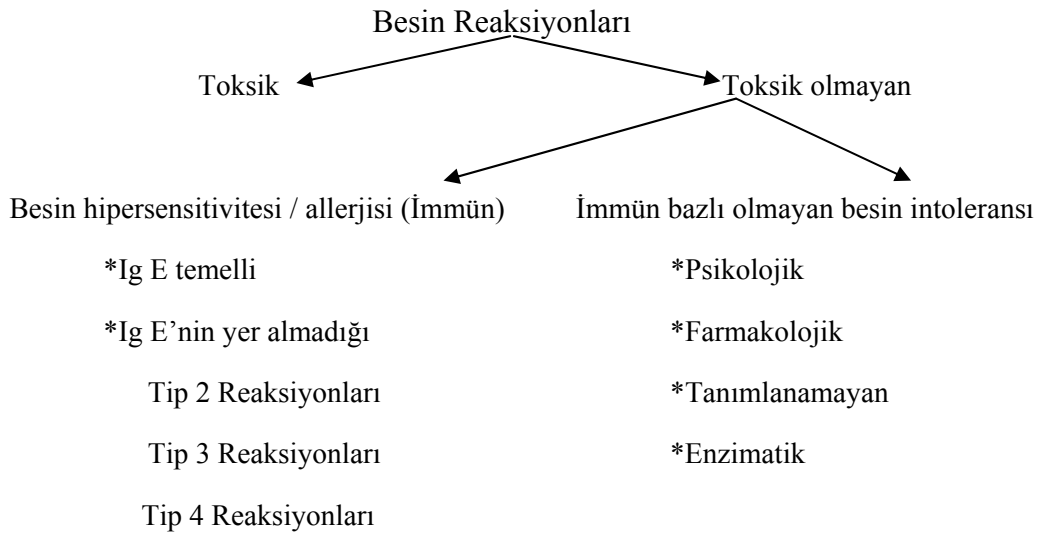 Besin Reaksiyonları
Toksik
Toksik olmayan
Besin hipersensitivitesi / allerjisi (İmmün)
İmmün bazlı olmayan besin intoleransı
*Ig E temelli
*Psikolojik
*Ig E’nin yer almadığı
*Farmakolojik
Tip 2 Reaksiyonları
*Tanımlanamayan
Tip 3 Reaksiyonları
*Enzimatik
Tip 4 Reaksiyonları